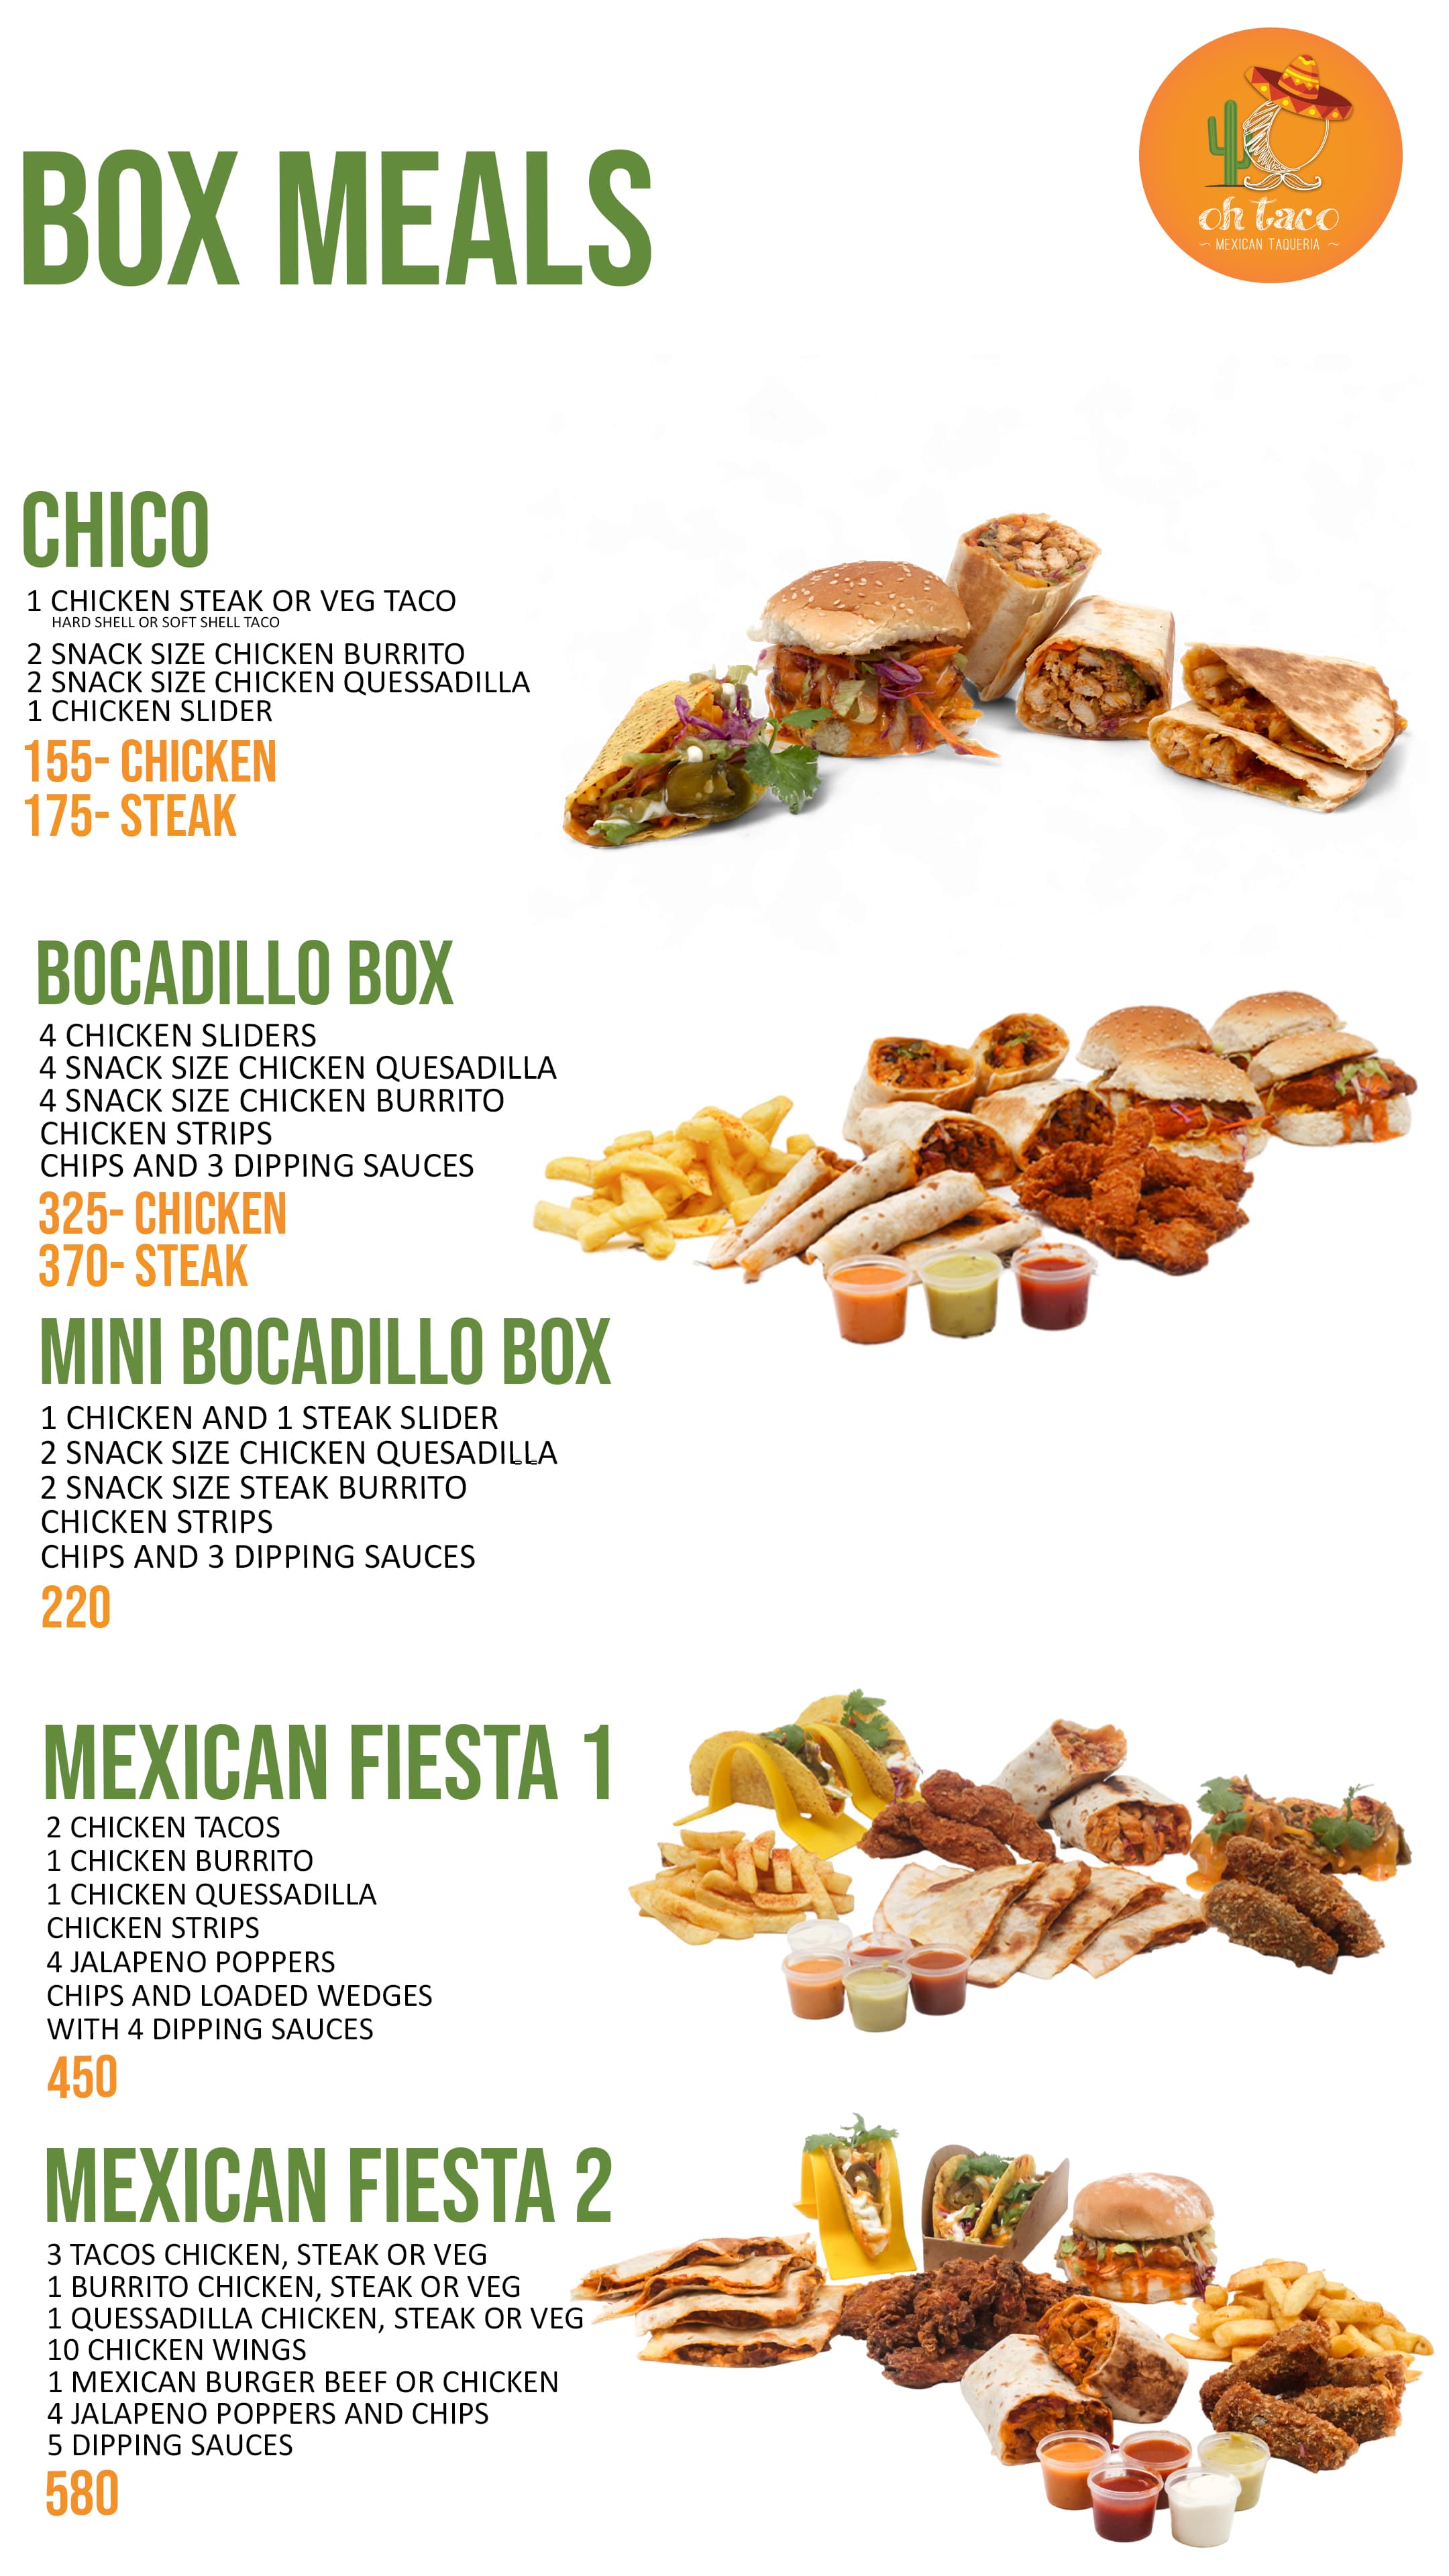 oh taco
~ MEXICAN TAQUERIA ~
BOX MEALS
CHICO
1 CHICKEN STEAK OR VEG TACO
HARD SHELL OR SOFT SHELL TACO
2 SNACK SIZE CHICKEN BURRITO
2 SNACK SIZE CHICKEN QUESSADILLA
1 CHICKEN SLIDER
155- CHICKEN
175- STEAK
BOCADILLO BOX
4 CHICKEN SLIDERS
4 SNACK SIZE CHICKEN QUESADILLA
4 SNACK SIZE CHICKEN BURRITO
CHICKEN STRIPS
CHIPS AND 3 DIPPING SAUCES
325- CHICKEN
370- STEAK
MINI BOCADILLO BOX
1 CHICKEN AND 1 STEAK SLIDER
2 SNACK SIZE CHICKEN QUESADILLA
2 SNACK SIZE STEAK BURRITO
CHICKEN STRIPS
CHIPS AND 3 DIPPING SAUCES
220
MEXICAN FIESTA 1
2 CHICKEN TACOS
1 CHICKEN BURRITO
1 CHICKEN QUESSADILLA
CHICKEN STRIPS
4 JALAPENO POPPERS
CHIPS AND LOADED WEDGES
WITH 4 DIPPING SAUCES
450
MEXICAN FIESTA 2
3 TACOS CHICKEN, STEAK OR VEG
1 BURRITO CHICKEN, STEAK OR VEG
1 QUESSADILLA CHICKEN, STEAK OR VEG
10 CHICKEN WINGS
1 MEXICAN BURGER BEEF OR CHICKEN
4 JALAPENO POPPERS AND CHIPS
5 DIPPING SAUCES
580